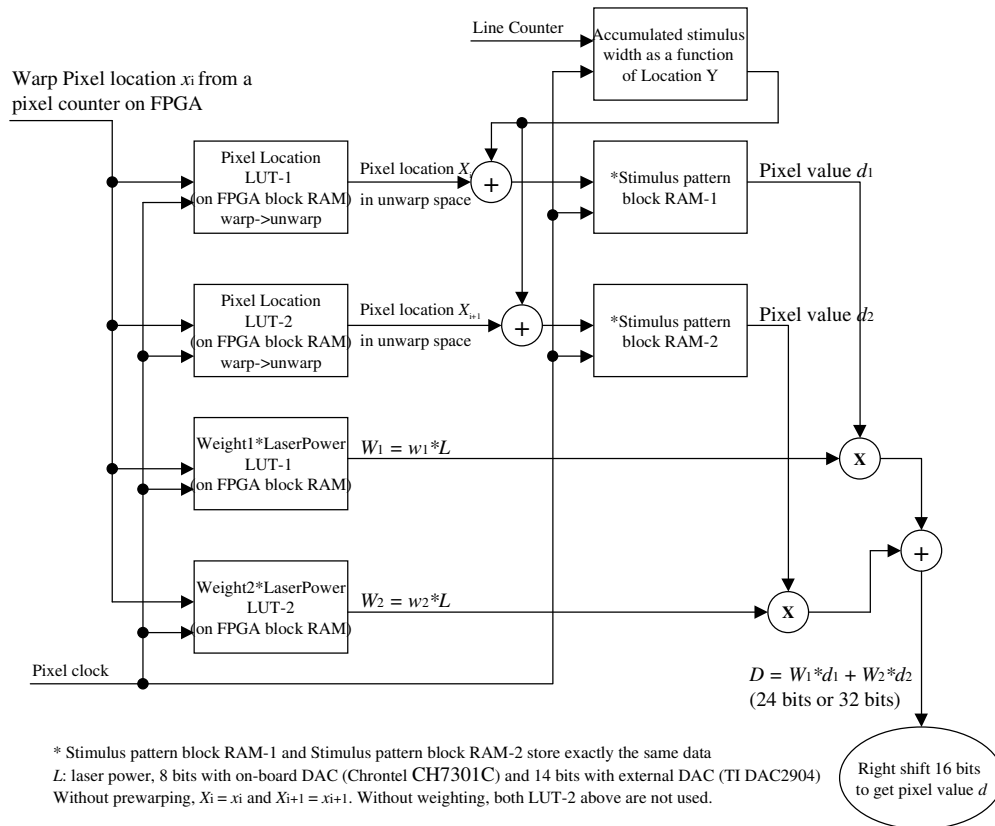 Line Counter
Accumulated stimulus
width as a function
of Location Y
Warp Pixel location xi from a
pixel counter on FPGA
Pixel Location
LUT-1
(on FPGA block RAM)
warp->unwarp
Pixel location Xi
in unwarp space
+
*Stimulus pattern
block RAM-1
Pixel value d1
Pixel Location
LUT-2
(on FPGA block RAM)
warp->unwarp
Pixel location Xi+1
in unwarp space
+
*Stimulus pattern
block RAM-2
Pixel value d2
Weight1*LaserPower
LUT-1
(on FPGA block RAM)
W1 = w1*L
X
+
Weight2*LaserPower
LUT-2
(on FPGA block RAM)
W2 = w2*L
X
Pixel clock
D = W1*d1 + W2*d2
(24 bits or 32 bits)
Right shift 16 bits
to get pixel value d
* Stimulus pattern block RAM-1 and Stimulus pattern block RAM-2 store exactly the same data
L: laser power, 8 bits with on-board DAC (Chrontel CH7301C) and 14 bits with external DAC (TI DAC2904)
Without prewarping, Xi = xi and Xi+1 = xi+1. Without weighting, both LUT-2 above are not used.